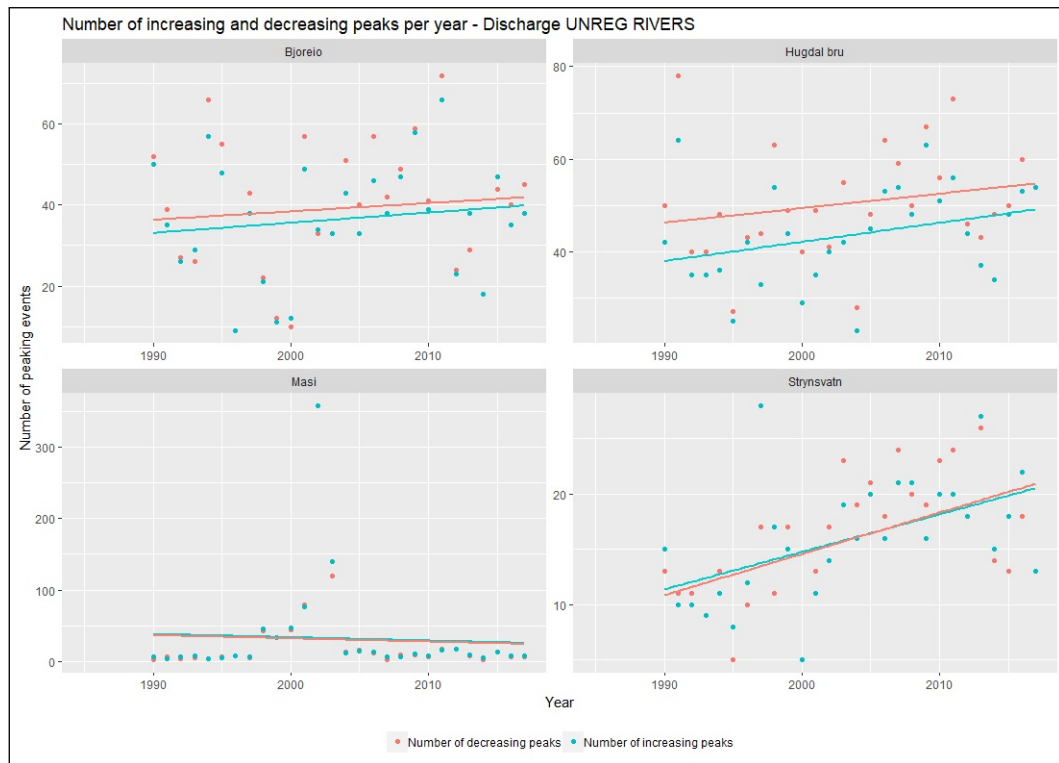 Number of increasing and decreasing peaks per year - Discharge UNREG RIVERS
Bjoreio
Hugdal bru
60
40
20
80
60
40
1990
2000
2010
1990
2000
2010
Masi
Strynsvatn
300
200
100
0
20
10
1990
2000
2010
1990
2000
2010
Number of peaking events
Year
Number of decreasing peaks
Number of increasing peaks